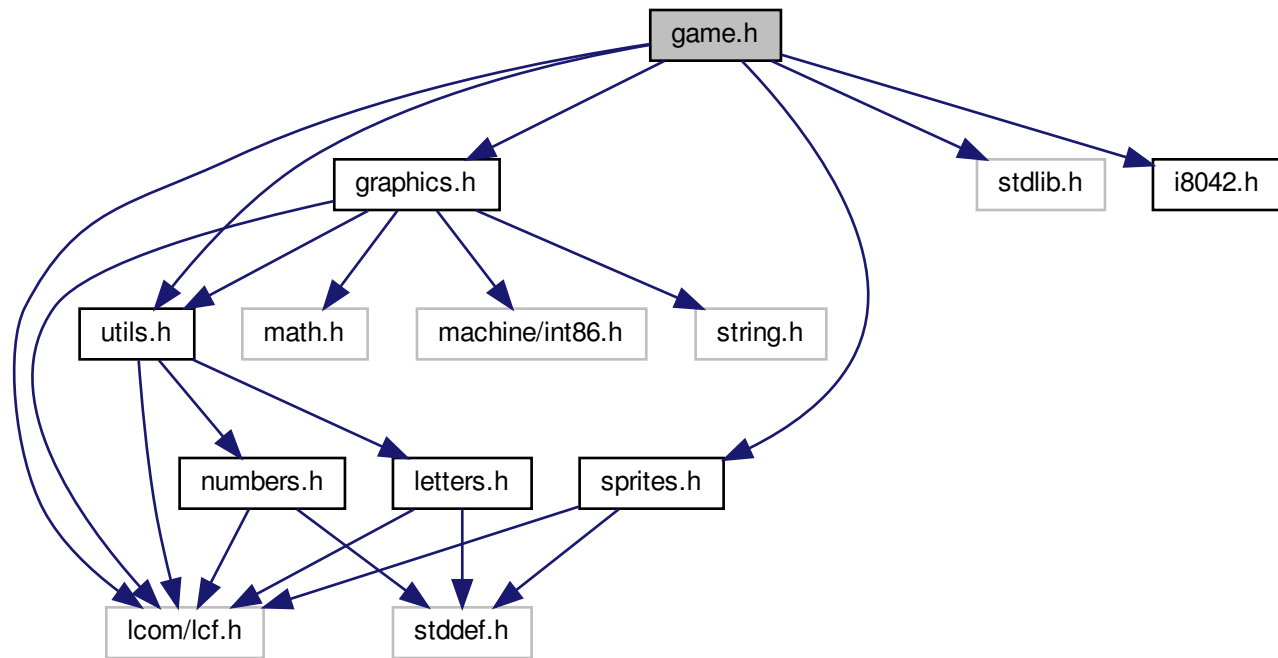 game.h
graphics.h
stdlib.h
i8042.h
utils.h
math.h
machine/int86.h
string.h
numbers.h
letters.h
sprites.h
lcom/lcf.h
stddef.h